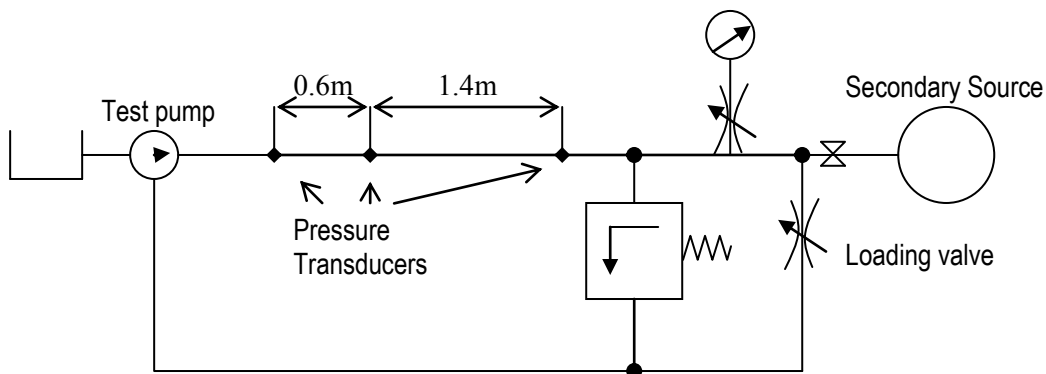 0.6m
1.4m
Test pump
Secondary Source
Pressure
Transducers
Loading valve